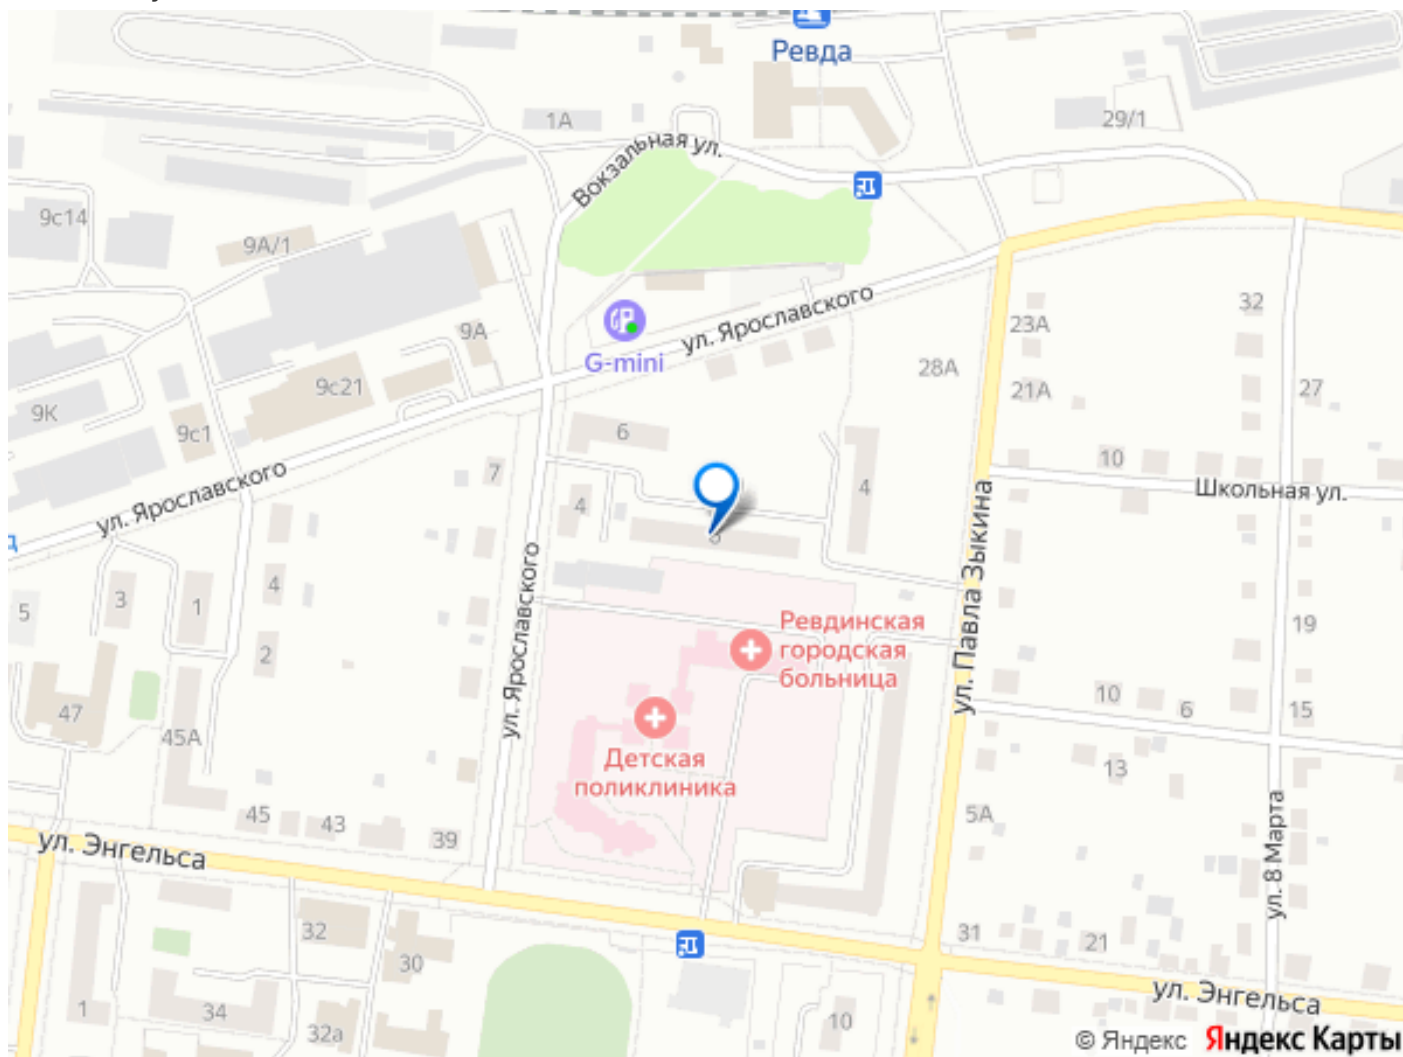 Ревда
1А
29/1
Вокзальная ул.
9с14
9А/1
32
ул. Ярославского
23А
9А
G-mini
28А
9с21
21А
27
9К
9с1
6
10
7
ул. Ярославского
4
4
Школьная ул.
ул. Павла Зыкина
ул. Ярославского
4
3
1
5
19
Ревдинская
городская
больница
2
10
6
15
47
45А
Детская
поликлиника
13
45
43
39
5А
ул. Энгельса
ул. 8 Марта
32
31
21
30
ул. Энгельса
1
34
32а
10
© Яндекс Яндекс Карты